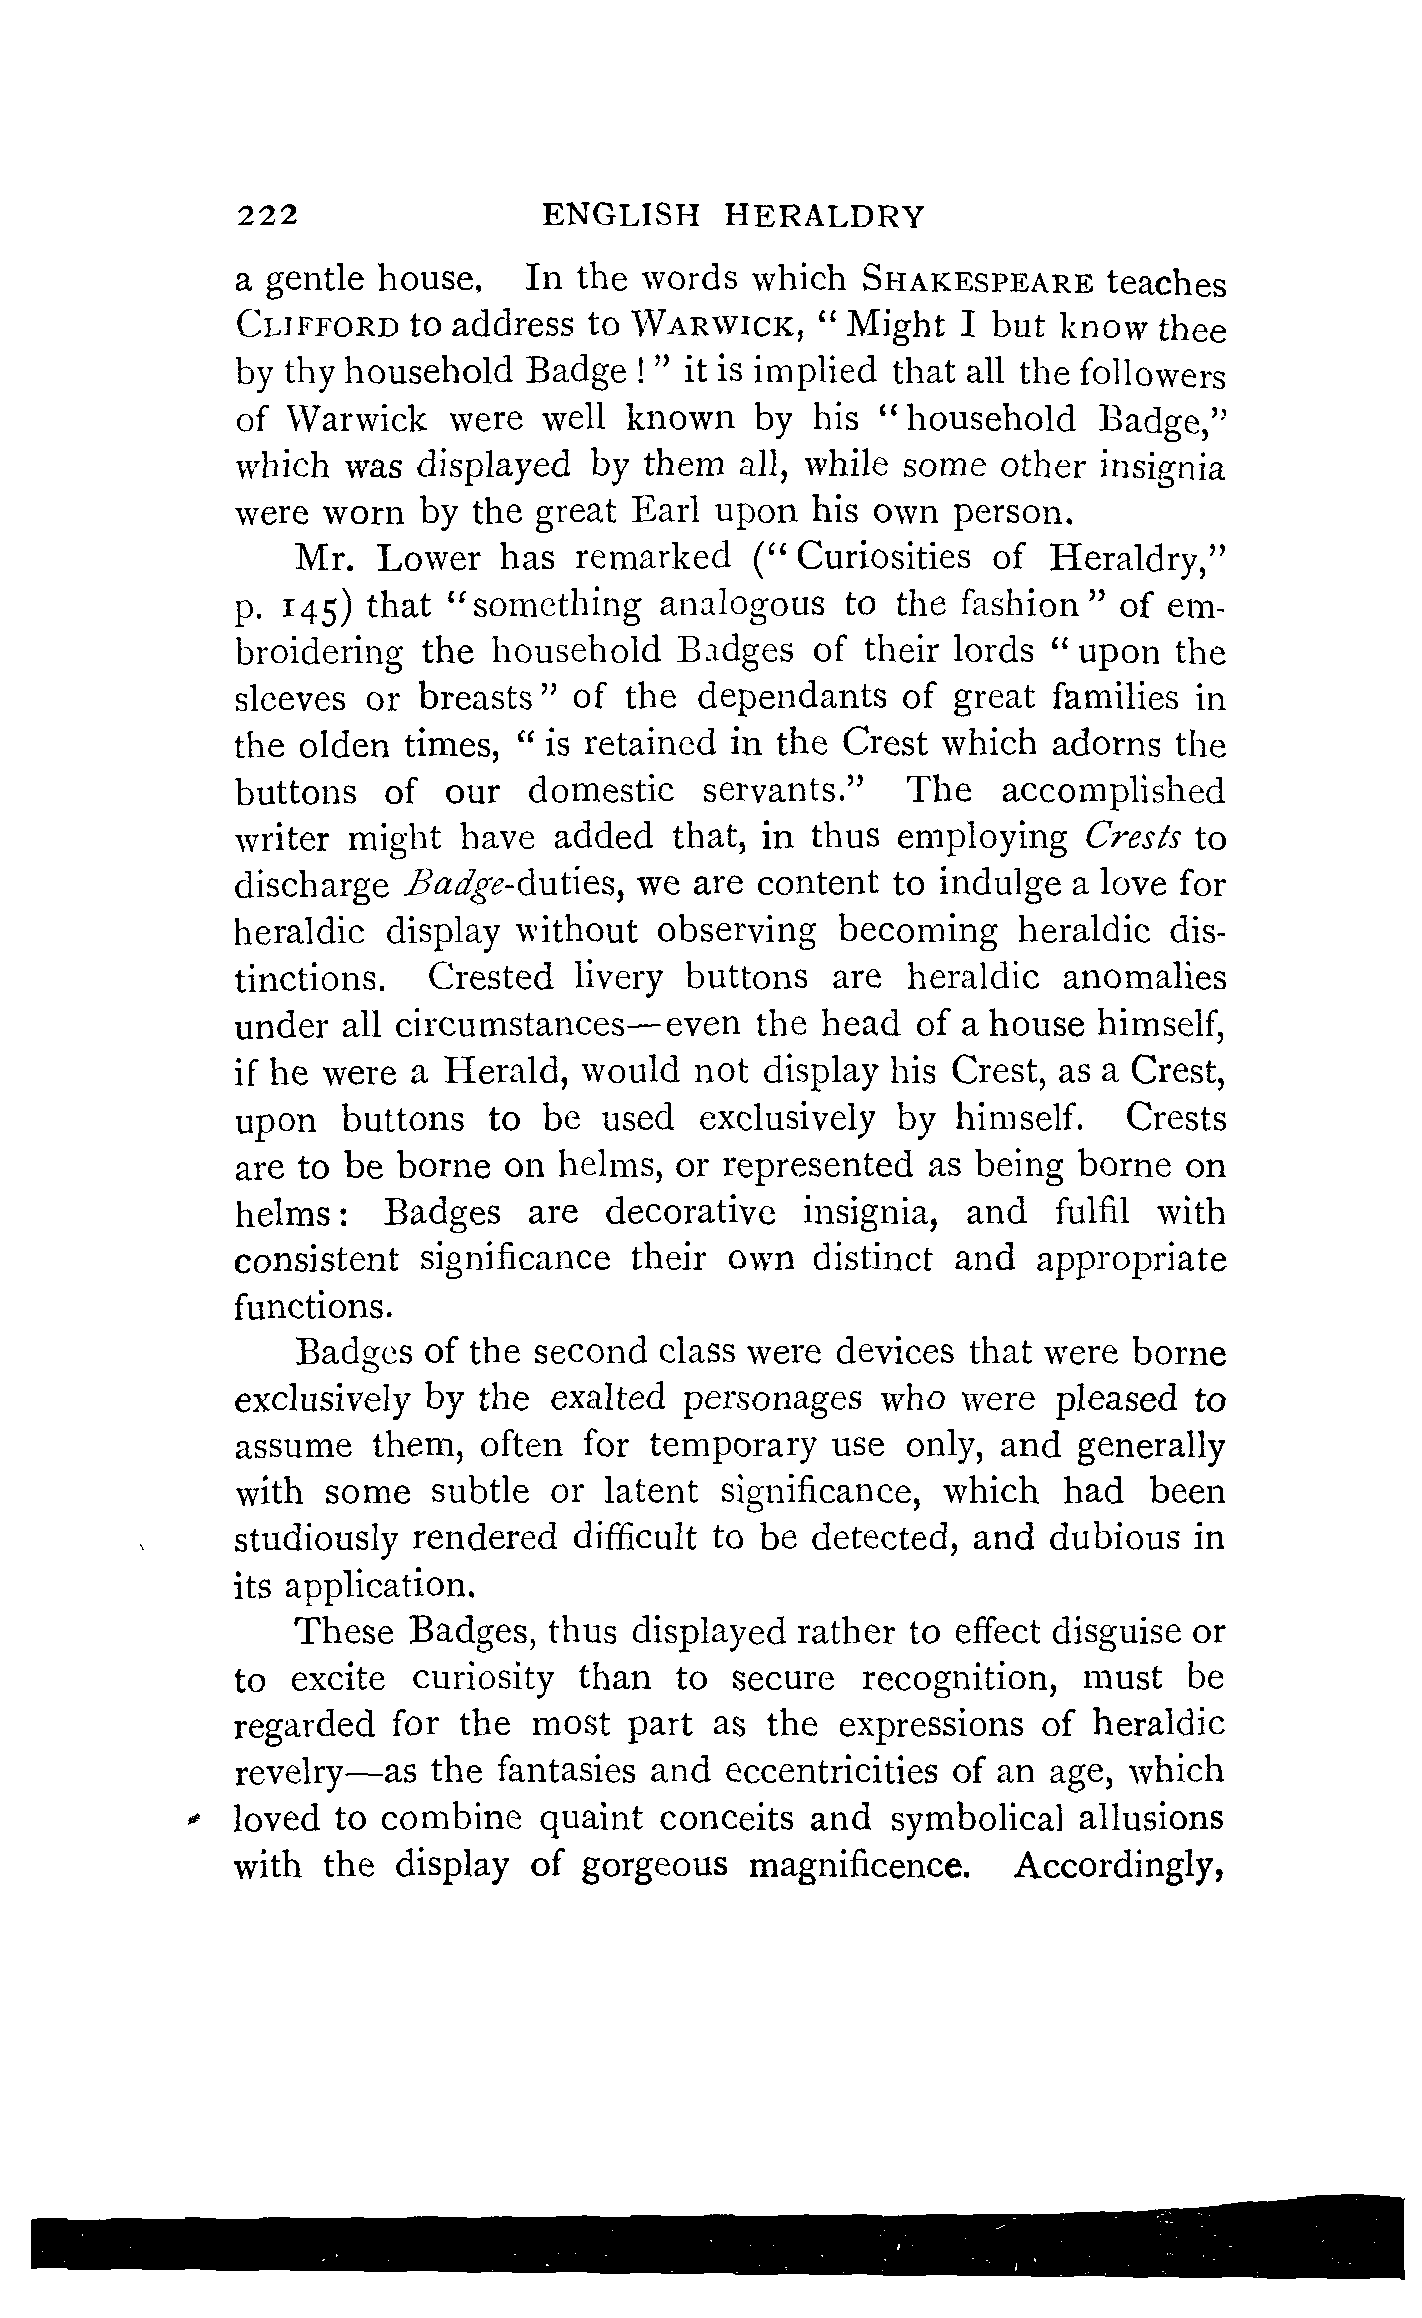 222 ENGLISH HERALDRY
a gentle house. In the words which SHAKESPEARE teaches
CLIFFORD to address to WARWICK, “ Might I but know thee
by thy household Badge ! ” it is implied that all the followers
of Warwick were well known by his “ household Badge,”
which was displayed by them all, while some other insignia
were worn by the great Earl upon his own person.
Mr. Lower has remarked (“ Curiosities of Heraldry,”
p. 145) that “something analogous to the fashion ” of em-
broidering the household Badges of their lords “ upon the
sleeves or breasts ” of the dependants of great families in
the olden times, “ is retained in the Crest which adorns the
buttons of our domestic servants.” The accomplished
writer might have added that, in thus employing Crests to
discharge Badge-duties, we are content to indulge a love for
heraldic display without observing becoming heraldic dis-
tinctions. Crested livery buttons are heraldic anomalies
under all circumstances—even the head of a house himself,
if he were a Herald, would not display his Crest, as a Crest,
upon buttons to be used exclusively by himself. Crests
are to be borne on helms, or represented as being borne on
helms : Badges are decorative insignia, and fulfil with
consistent significance their own distinct and appropriate
functions.
Badges of the second class were devices that were borne
exclusively by the exalted personages who were pleased to
assume them, often for temporary use only, and generally
with some subtle or latent significance, which had been
studiously rendered difficult to be detected, and dubious in
its application.
These Badges, thus displayed rather to effect disguise or
to excite curiosity than to secure recognition, must be
regarded for the most part as the expressions of heraldic
revelry—as the fantasies and eccentricities of an age, which
loved to combine quaint conceits and symbolical allusions
with the display of gorgeous magnificence. Accordingly,